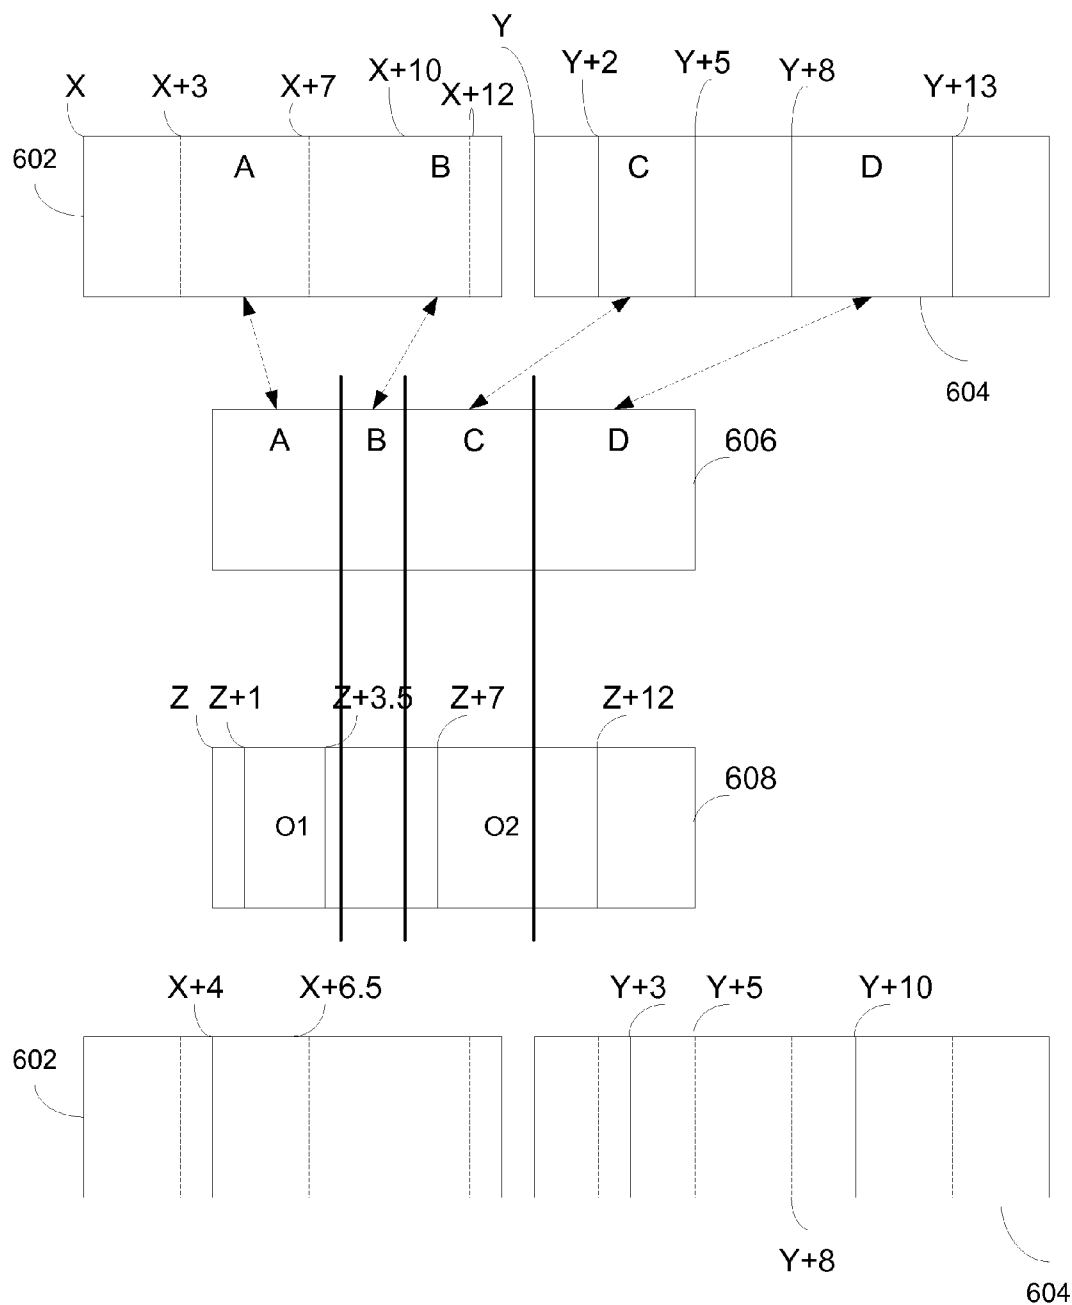 Y
X X+3 X+7 X+10 X+12 Y+2 Y+5 Y+8 Y+13
602 A B C D
604
A B C D 606
Z Z+1 Z+3.5 Z+7 Z+12
608
O1 O2
X+4 X+6.5 Y+3 Y+5 Y+10
602
Y+8
604